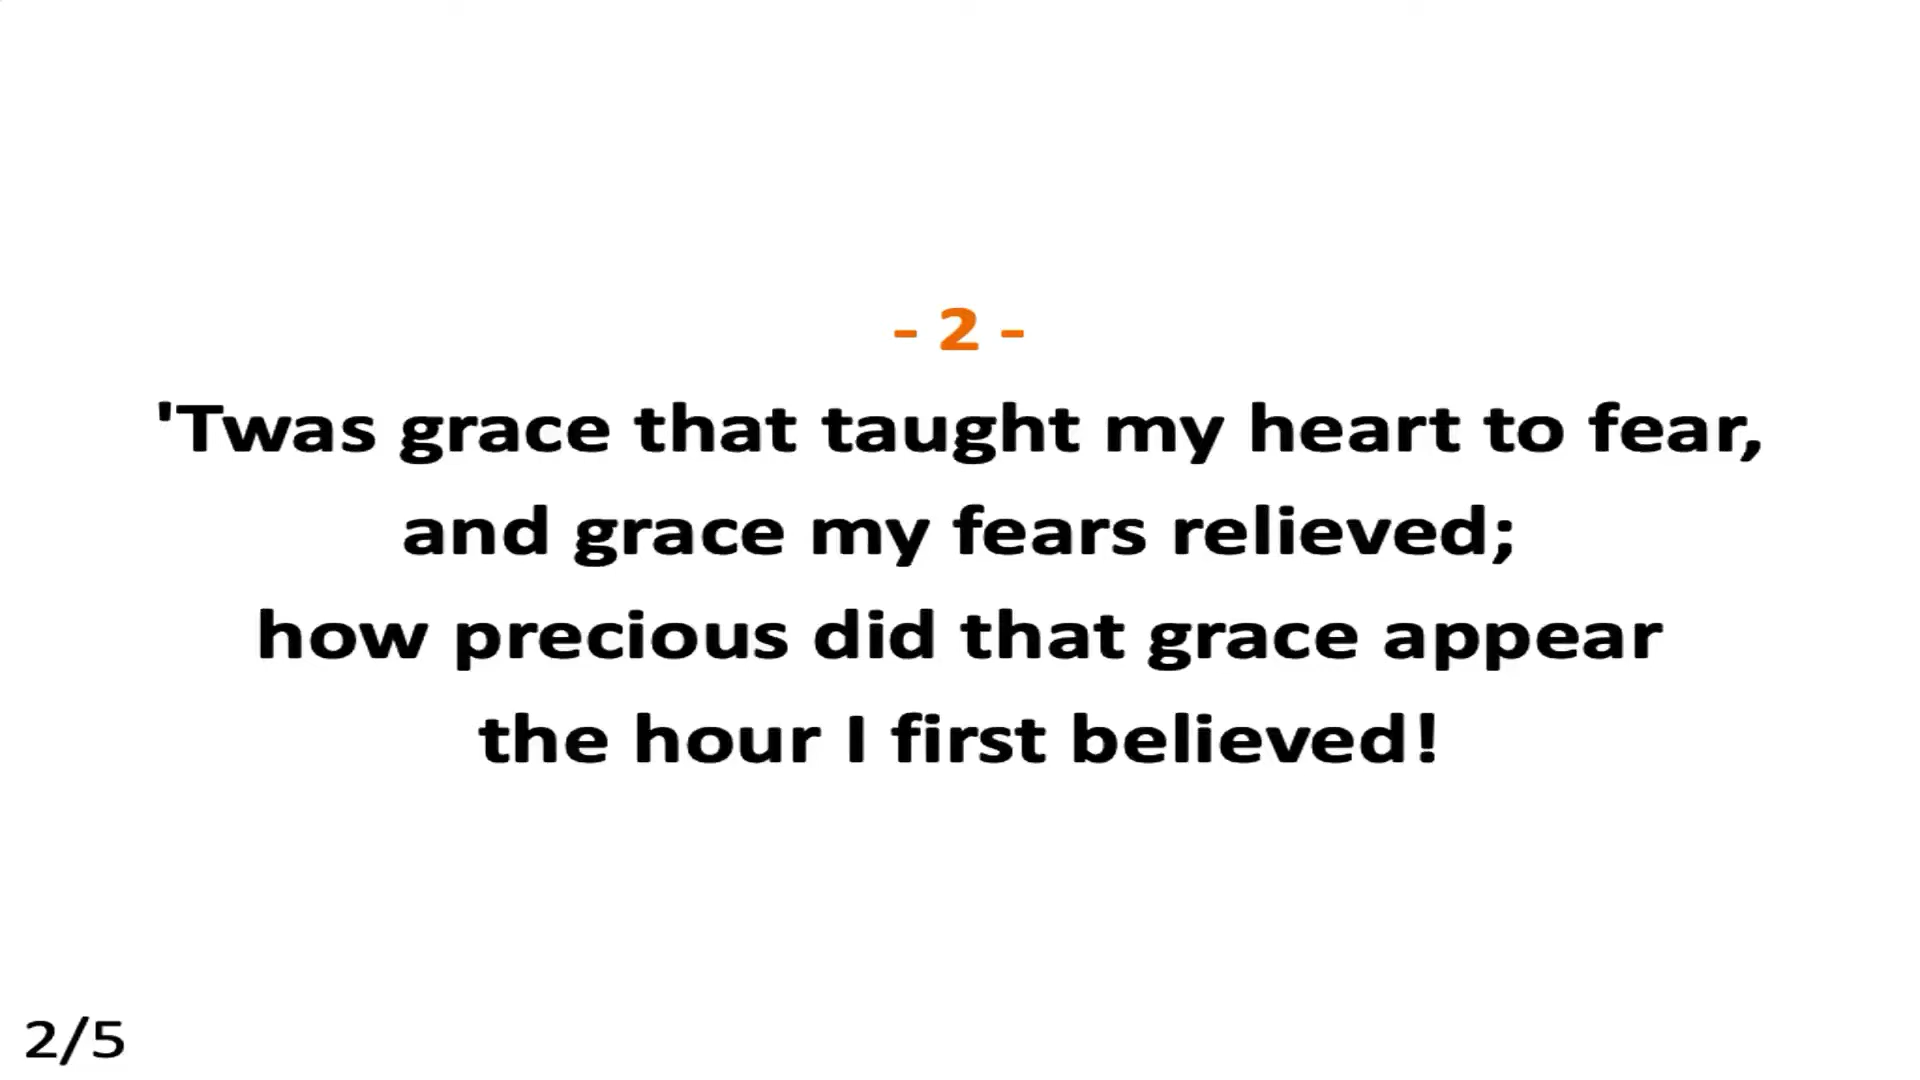 - 2 -
'Twas grace that taught my heart to fear,
and grace my fears relieved;
how precious did that grace appear
the hour I first believed!
2/5